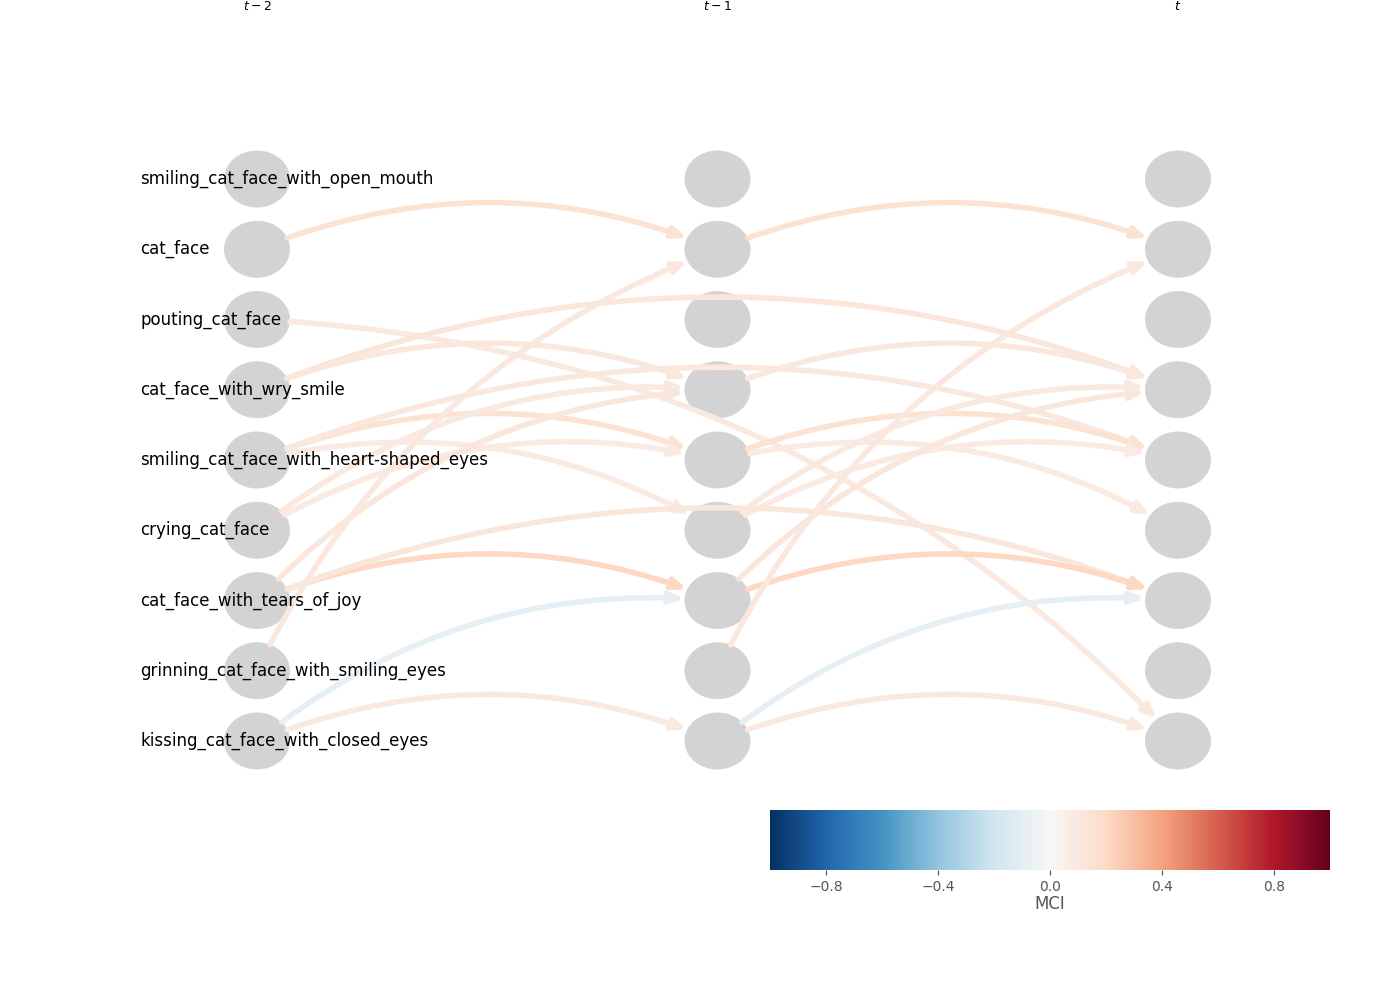 t − 2 t − 1 t
smiling_cat_face_with_open_mouth
cat_face
pouting_cat_face
cat_face_with_wry_smile
smiling_cat_face_with_heart-shaped_eyes
crying_cat_face
cat_face_with_tears_of_joy
grinning_cat_face_with_smiling_eyes
kissing_cat_face_with_closed_eyes
−0.8 −0.4 0.0 0.4 0.8
MCI